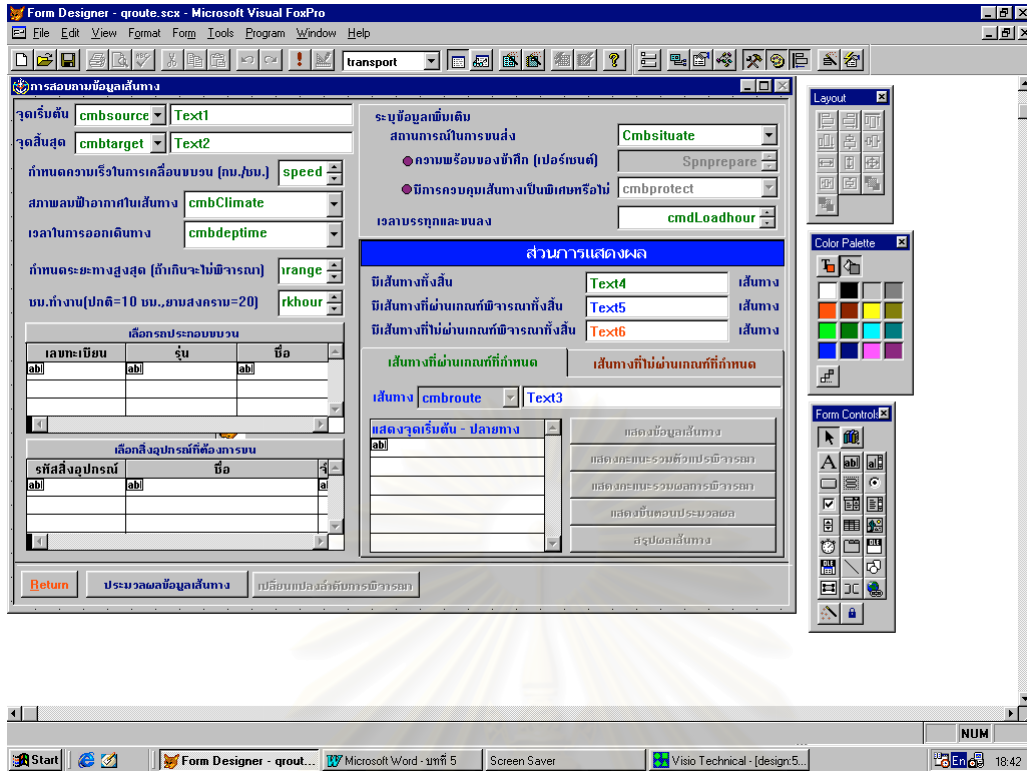 Form Designer - qroute.scx - Microsoft Visual FoxPro
File Edit View Format Form Tools Program Window Help
transport
การสอบถามข้อมูลเส้นทาง
จุดเริ่มต้น cmbsource Text1
จุดสิ้นสุด cmbtarget Text2
กำหนดความเร็วในการเคลื่อนขบวน (กม./ชม.) speed
สภาพลมฟ้าอากาศในเส้นทาง cmbClimate
เวลาในการออกเดินทาง cmbdeptime
กำหนดระยะทางสูงสุด (ถ้าเกินจะไม่พิจารณา) ırange
ชม.ทำงาน(ปกติ=10 ชม.,ยามสงคราม=20) rkhour
เลือกรถประกอบขบวน
เลขทะเบียน รุ่น ชื่อ
abl abl abl
เลือกสิ่งอุปกรณ์ที่ต้องการขน
รหัสสิ่งอุปกรณ์ ชื่อ
abl abl a
ระบุข้อมูลเพิ่มเติม
สถานการณ์ในการขนส่ง Cmbsituate
ความพร้อมของข้าศึก (เปอร์เซนต์) Spnprepare
มีการควบคุมเส้นทางเป็นพิเศษหรือไม่ cmbprotect
เวลาบรรทุกและขนลง cmdLoadhour
ส่วนการแสดงผล
มีเส้นทางทั้งสิ้น Text4 เส้นทาง
มีเส้นทางที่ผ่านเกณฑ์พิจารณาทั้งสิ้น Text5 เส้นทาง
มีเส้นทางที่ไม่ผ่านเกณฑ์พิจารณาทั้งสิ้น Text6 เส้นทาง
เส้นทางที่ผ่านเกณฑ์ที่กำหนด เส้นทางที่ไม่ผ่านเกณฑ์ที่กำหนด
เส้นทาง cmbroute Text3
แสดงจุดเริ่มต้น - ปลายทาง
abl
แสดงข้อมูลเส้นทาง
แสดงคะแนะรวมตัวแปรพิจารณา
แสดงคะแนะรวมผลการพิจารณา
แสดงขั้นตอนประมวลผล
สรุปผลเส้นทาง
Return ประมวลผลข้อมูลเส้นทาง เปลี่ยนแปลงลำดับการพิจารณา
Layout
Color Palette
Form Controls
NUM
Start Form Designer - qrout... Microsoft Word - บทที่ 5 Screen Saver Visio Technical - [design:5... En 18:42